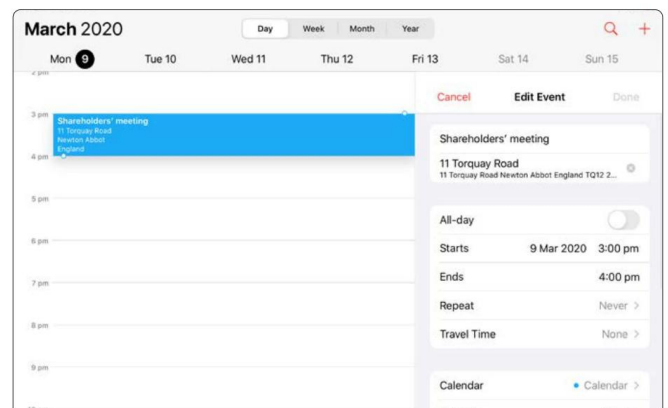 March 2020
Day Week Month Year
+
Mon 9 Tue 10 Wed 11 Thu 12 Fri 13 Sat 14 Sun 15
2 pm
Cancel Edit Event Done
3 pm
Shareholders' meeting
11 Torquay Road
Newton Abbot
England
4 pm
5 pm
6 pm
7 pm
8 pm
9 pm
Shareholders' meeting
11 Torquay Road
11 Torquay Road Newton Abbot England TQ12 2...
All-day
Starts 9 Mar 2020 3:00 pm
Ends 4:00 pm
Repeat Never >
Travel Time None >
Calendar • Calendar >